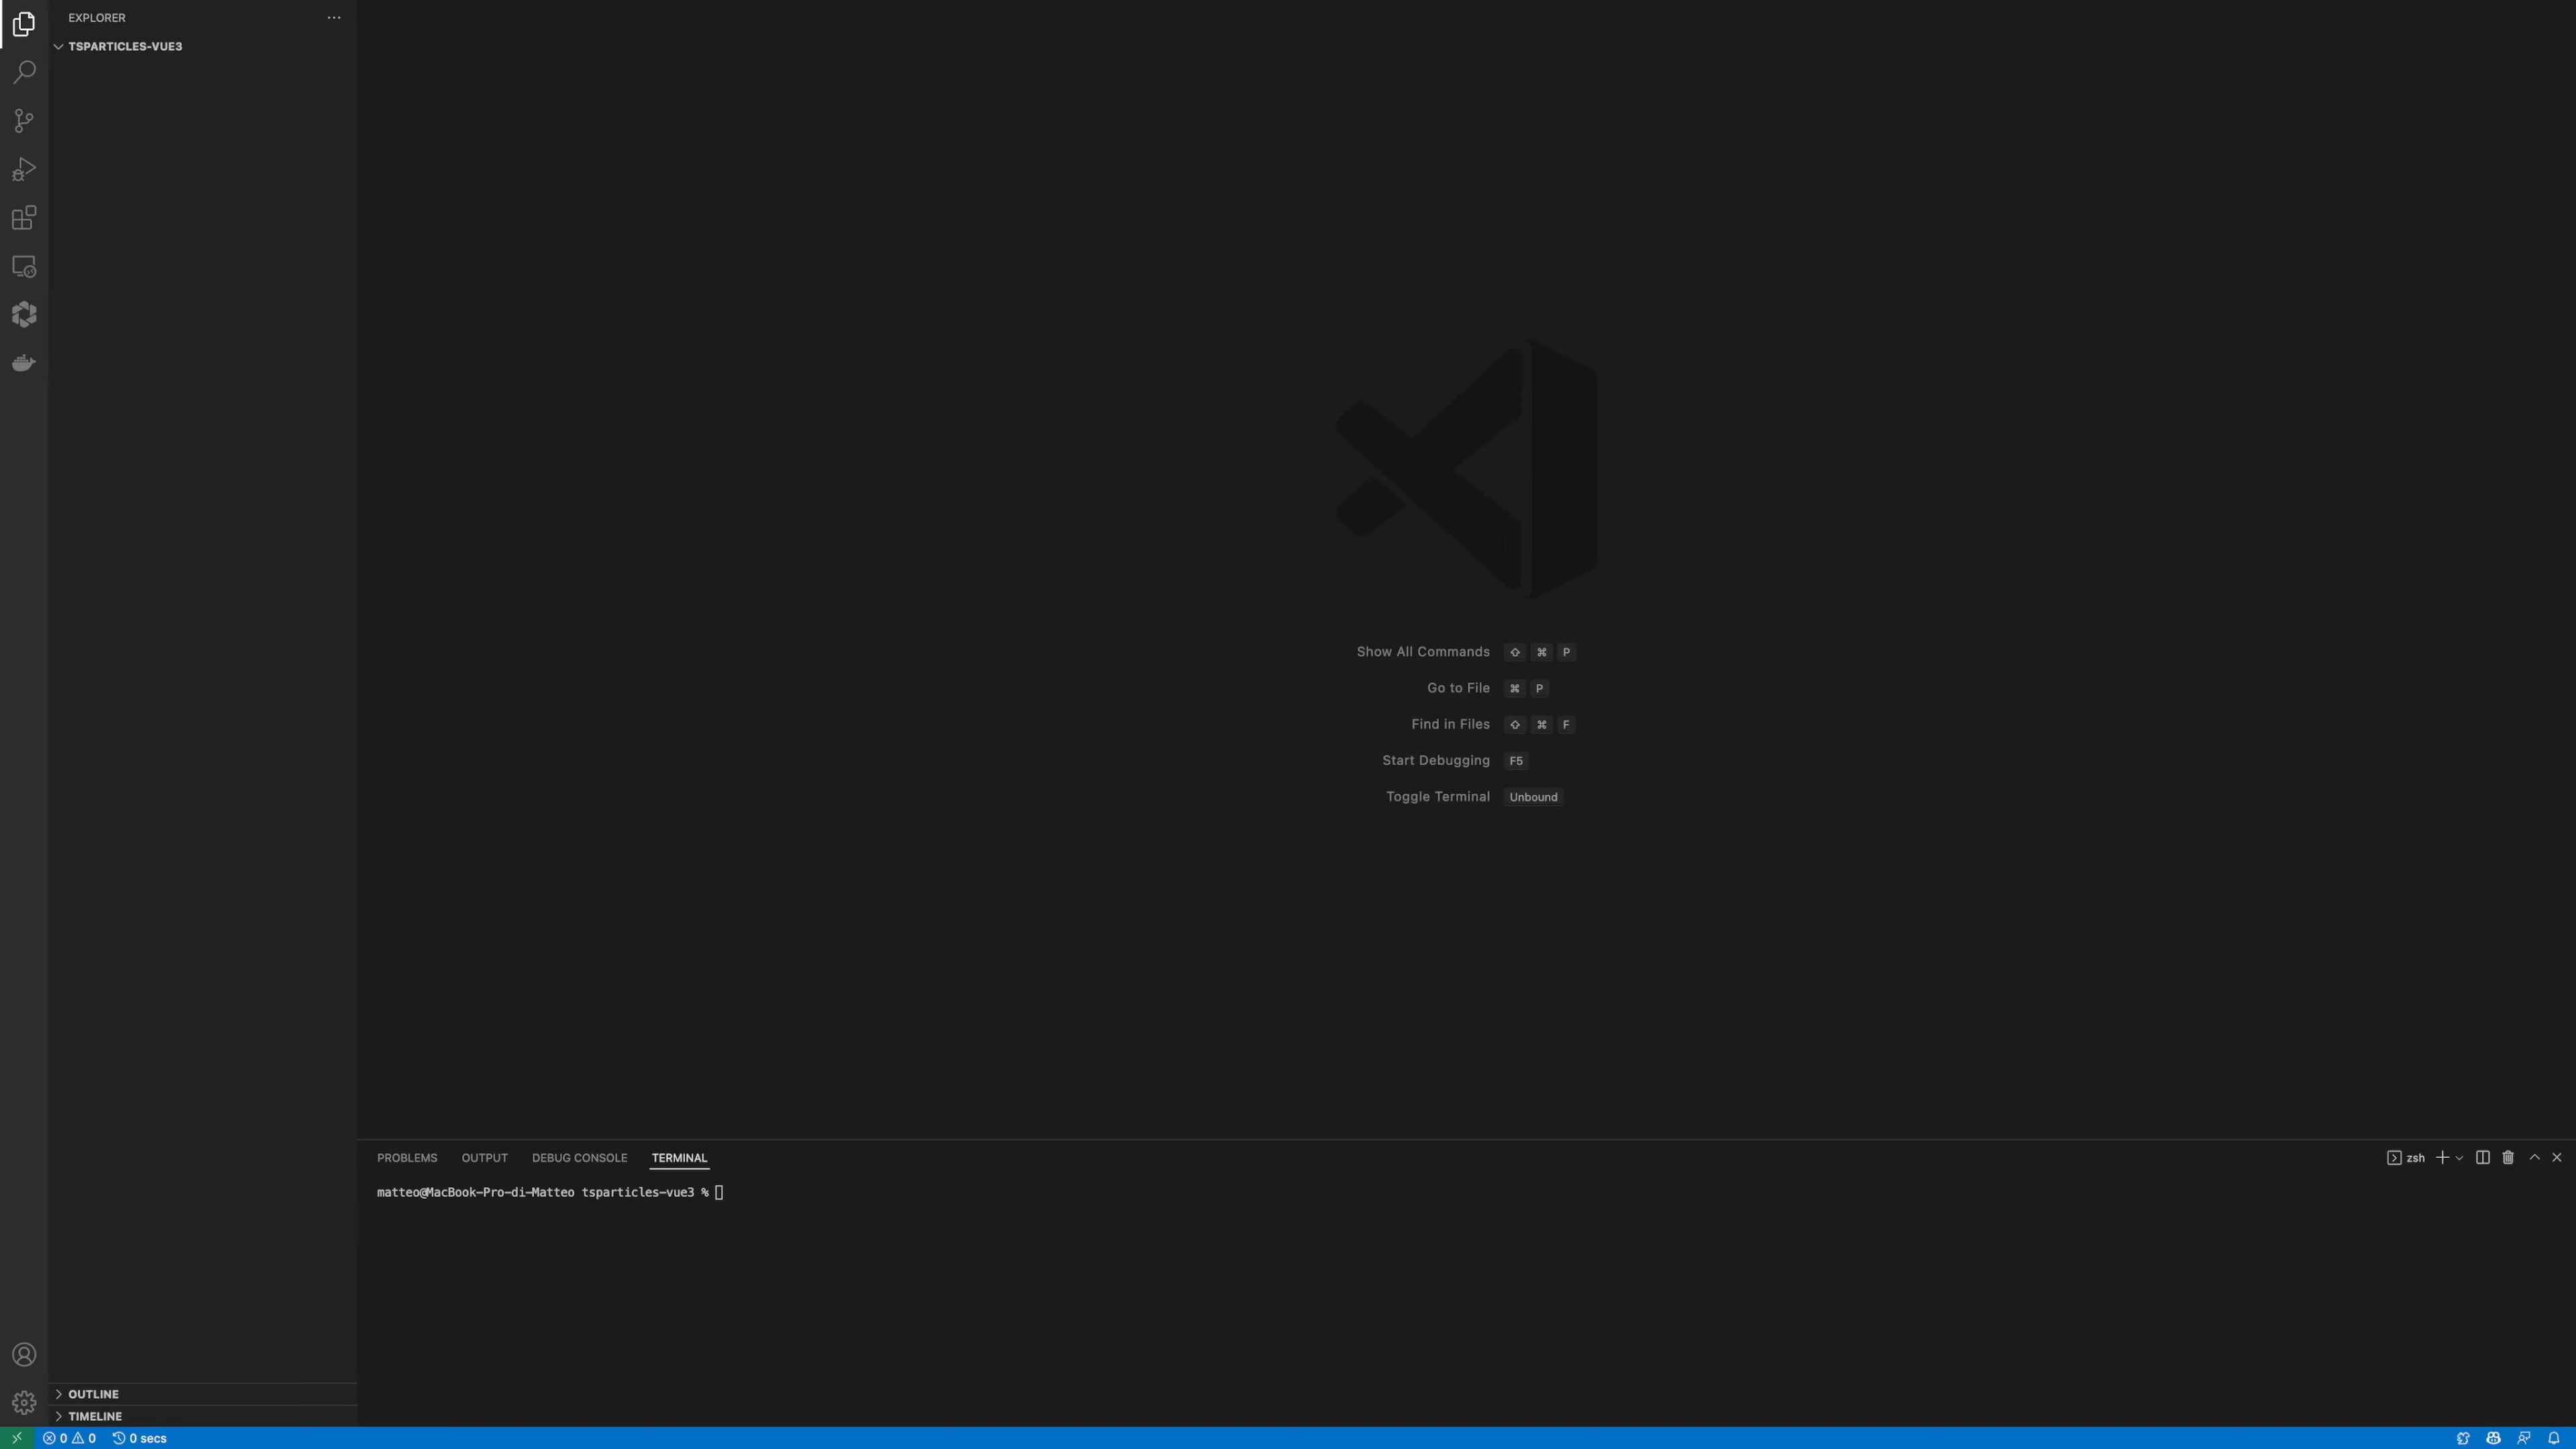 EXPLORER
TSPARTICLES-VUE3
Show All Commands ⇧ ⌘ P
Go to File ⌘ P
Find in Files ⇧ ⌘ F
Start Debugging F5
Toggle Terminal Unbound
PROBLEMS OUTPUT DEBUG CONSOLE TERMINAL
zsh
matteo@MacBook-Pro-di-Matteo tsparticles-vue3 %
OUTLINE
TIMELINE
0 0 0 secs